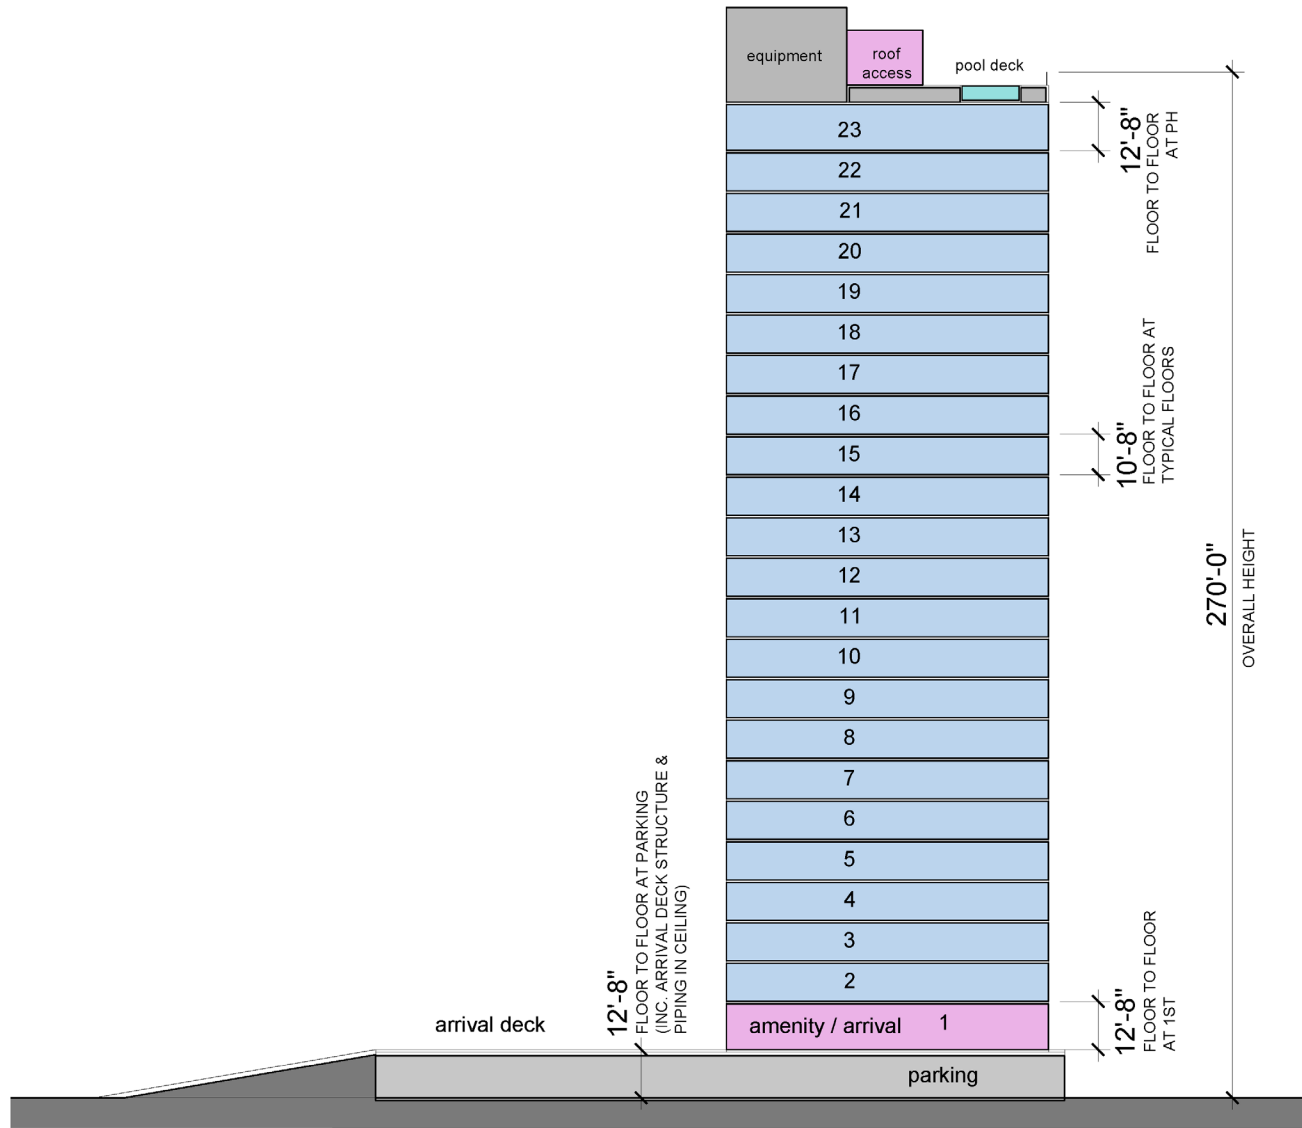 equipment
roof
access
pool deck
23
12'-8"
FLOOR TO FLOOR
AT PH
22
21
20
19
18
17
16
10'-8"
FLOOR TO FLOOR AT
TYPICAL FLOORS
15
14
13
12
270'-0"
OVERALL HEIGHT
11
10
9
8
7
6
5
4
3
2
12'-8"
FLOOR TO FLOOR AT PARKING
(INC. ARRIVAL DECK STRUCTURE &
PIPING IN CEILING)
12'-8"
FLOOR TO FLOOR
AT 1ST
arrival deck
amenity / arrival 1
parking